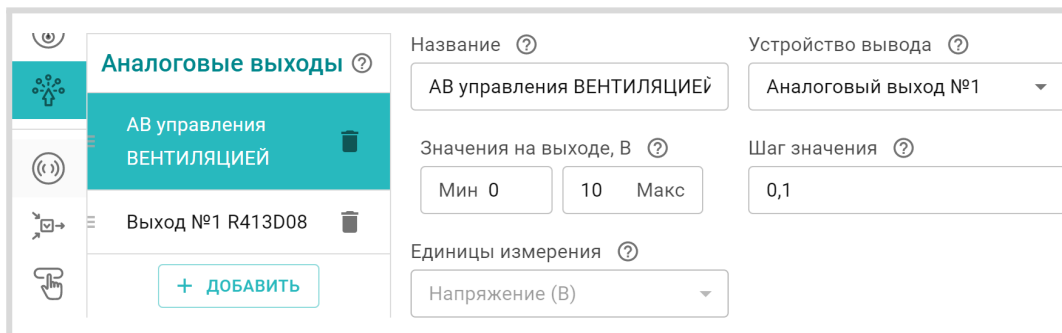 Аналоговые выходы
АВ управления
ВЕНТИЛЯЦИЕЙ
Выход №1 R413D08
+ ДОБАВИТЬ
Название
АВ управления ВЕНТИЛЯЦИЕЙ
Устройство вывода
Аналоговый выход №1
Значения на выходе, В
Мин 0
10 Макс
Шаг значения
0,1
Единицы измерения
Напряжение (В)